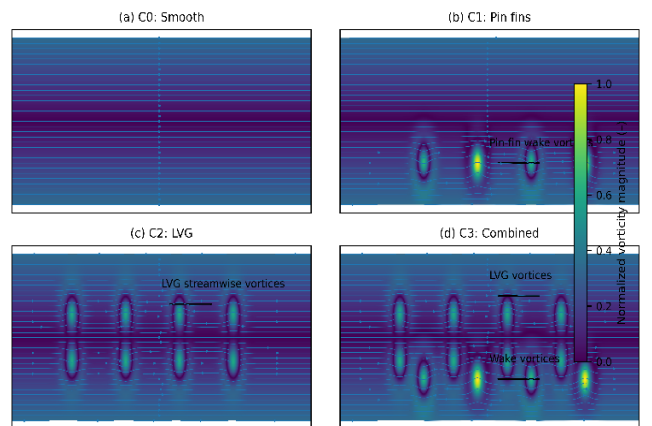 (a) C0: Smooth
(b) C1: Pin fins
1.0
Pin-fin wake vort
0.8
0.6
0.4
0.2
0.0
Normalized vorticity magnitude (–)
(c) C2: LVG
(d) C3: Combined
LVG streamwise vortices
LVG vortices
Wake vortices